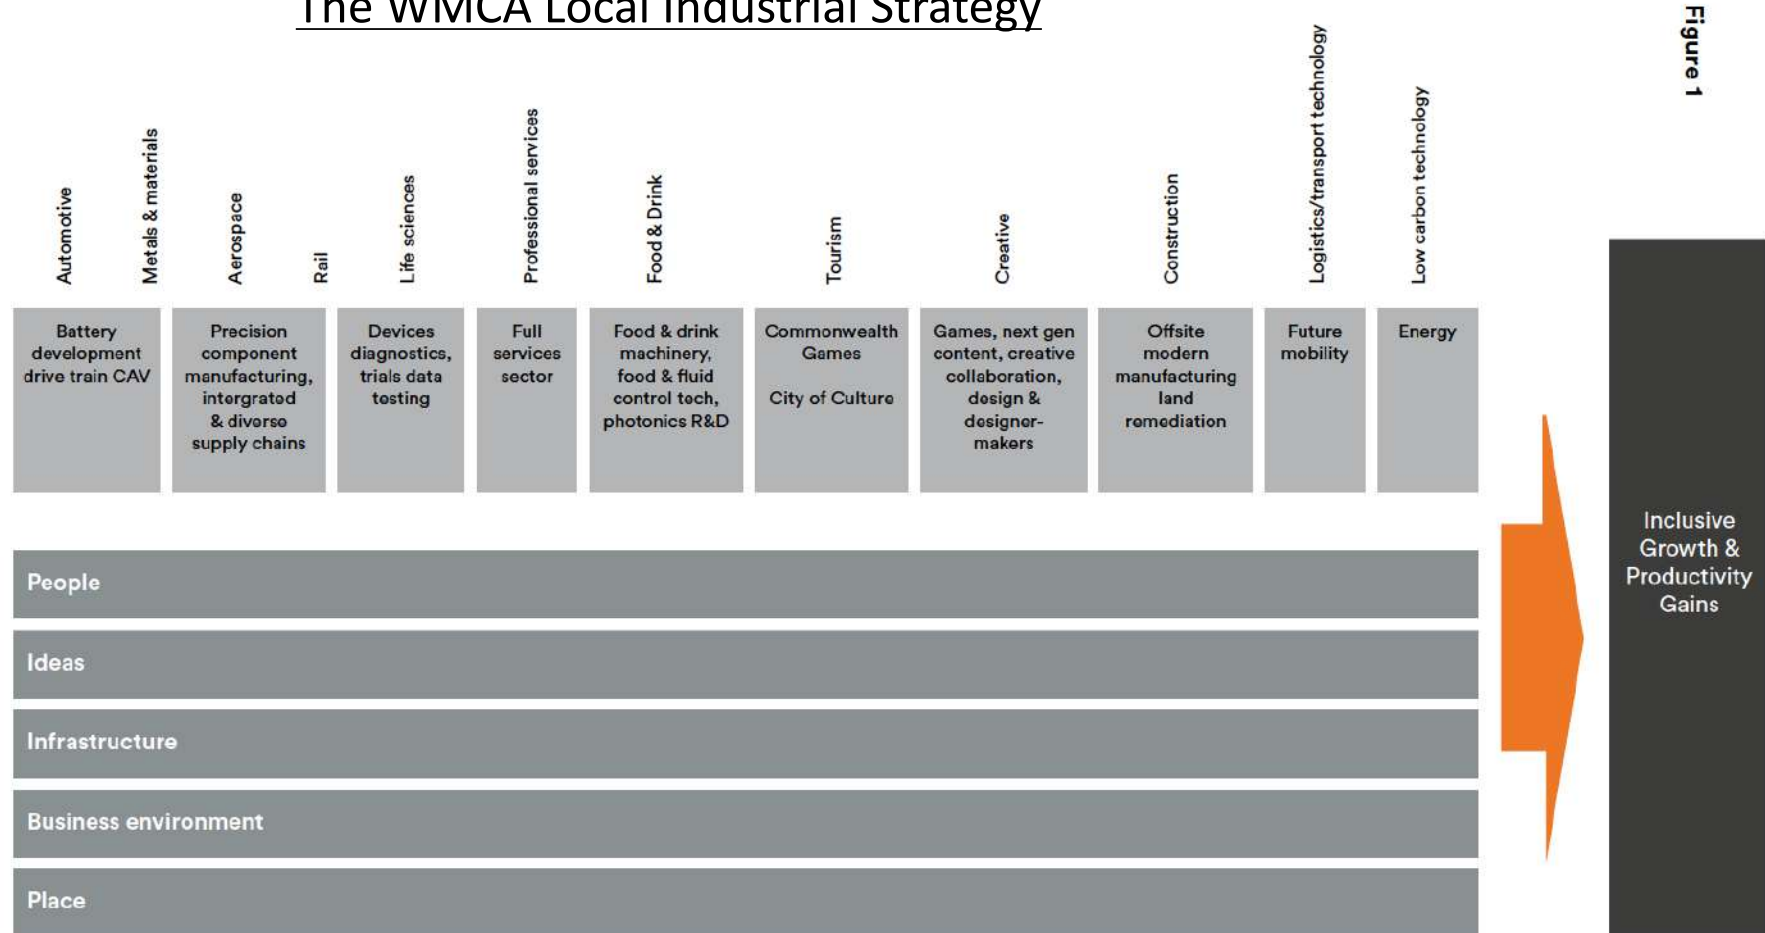 The WMCA Local Industrial Strategy
Figure 1
Automotive
Metals & materials
Aerospace
Rail
Life sciences
Professional services
Food & Drink
Tourism
Creative
Construction
Logistics/transport technology
Low carbon technology
Battery
development
drive train CAV
Precision
component
manufacturing,
intergrated
& diverse
supply chains
Devices
diagnostics,
trials data
testing
Full
services
sector
Food & drink
machinery,
food & fluid
control tech,
photonics R&D
Commonwealth
Games
City of Culture
Games, next gen
content, creative
collaboration,
design &
designer-
makers
Offsite
modern
manufacturing
land
remediation
Future
mobility
Energy
People
Ideas
Infrastructure
Business environment
Place
Inclusive
Growth &
Productivity
Gains